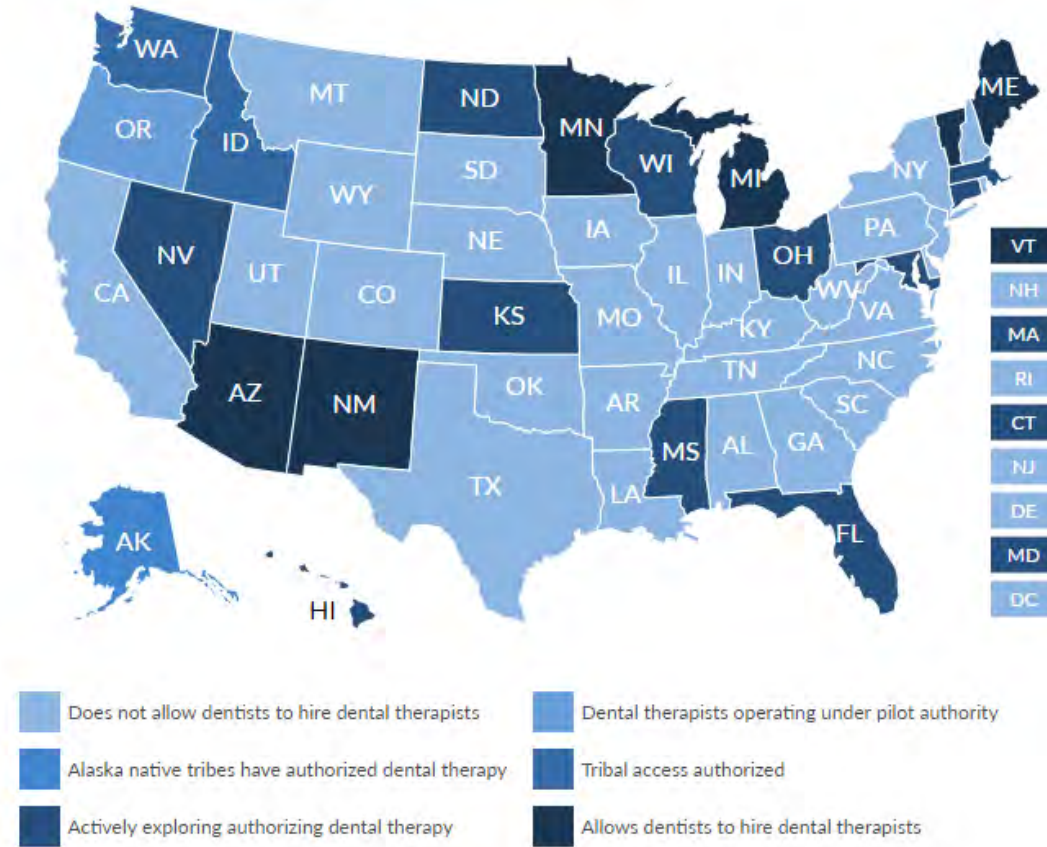 WA
MT
ND
MN
ME
OR
ID
SD
WI
MI
NY
WY
IA
PA
NE
NV
UT
CO
IL
IN
OH
WV
VA
CA
KS
MO
KY
NC
TN
AZ
NM
OK
AR
SC
MS
AL
GA
TX
LA
FL
AK
HI
VT
NH
MA
RI
CT
NJ
DE
MD
DC
Does not allow dentists to hire dental therapists
Dental therapists operating under pilot authority
Alaska native tribes have authorized dental therapy
Tribal access authorized
Actively exploring authorizing dental therapy
Allows dentists to hire dental therapists